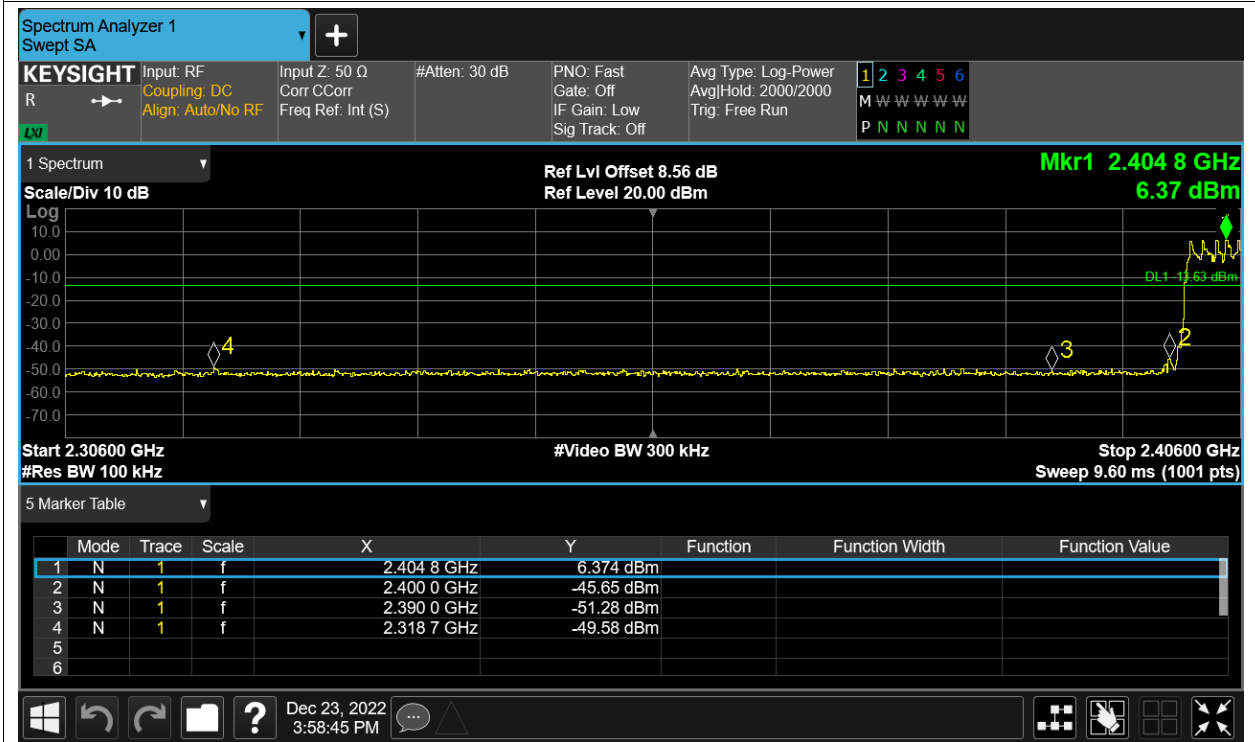 Spectrum Analyzer 1
Swept SA
KEYSIGHT Input: RF Input Z: 50 Ω #Atten: 30 dB PNO: Fast Avg Type: Log-Power 1 2 3 4 5 6
R Coupling: DC Corr CCorr Gate: Off Avg|Hold: 2000/2000 M W W W W W
Align: Auto/No RF Freq Ref: Int (S) IF Gain: Low Trig: Free Run
LXI Sig Track: Off P N N N N N
1 Spectrum Ref Lvl Offset 8.56 dB Mkr1 2.404 8 GHz
Scale/Div 10 dB Ref Level 20.00 dBm 6.37 dBm
Log
10.0
0.00
-10.0 DL1 -13.63 dBm
-20.0
-30.0
-40.0 4 3 2
-50.0
-60.0
-70.0
Start 2.30600 GHz #Video BW 300 kHz Stop 2.40600 GHz
#Res BW 100 kHz Sweep 9.60 ms (1001 pts)
5 Marker Table
Mode Trace Scale X Y Function Function Width Function Value
1 N 1 f 2.404 8 GHz 6.374 dBm
2 N 1 f 2.400 0 GHz -45.65 dBm
3 N 1 f 2.390 0 GHz -51.28 dBm
4 N 1 f 2.318 7 GHz -49.58 dBm
5
6
? Dec 23, 2022
3:58:45 PM